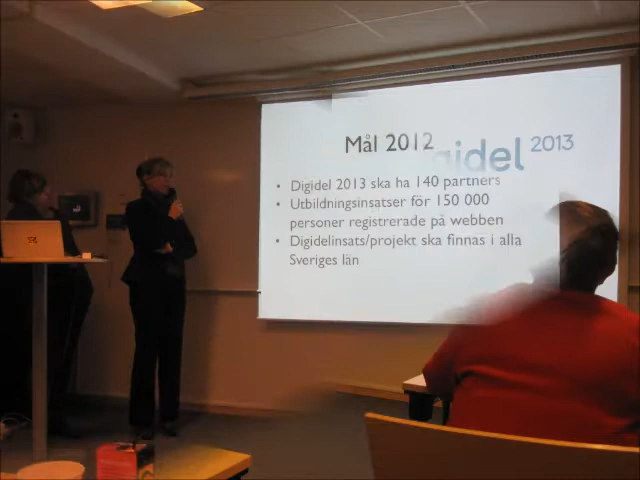 Mål 2012
gidel 2013
• Digidel 2013 ska ha 140 partners
• Utbildningsinsatser för 150 000
personer registrerade på webben
• Digidelinsats/projekt ska finnas i alla
Sveriges län